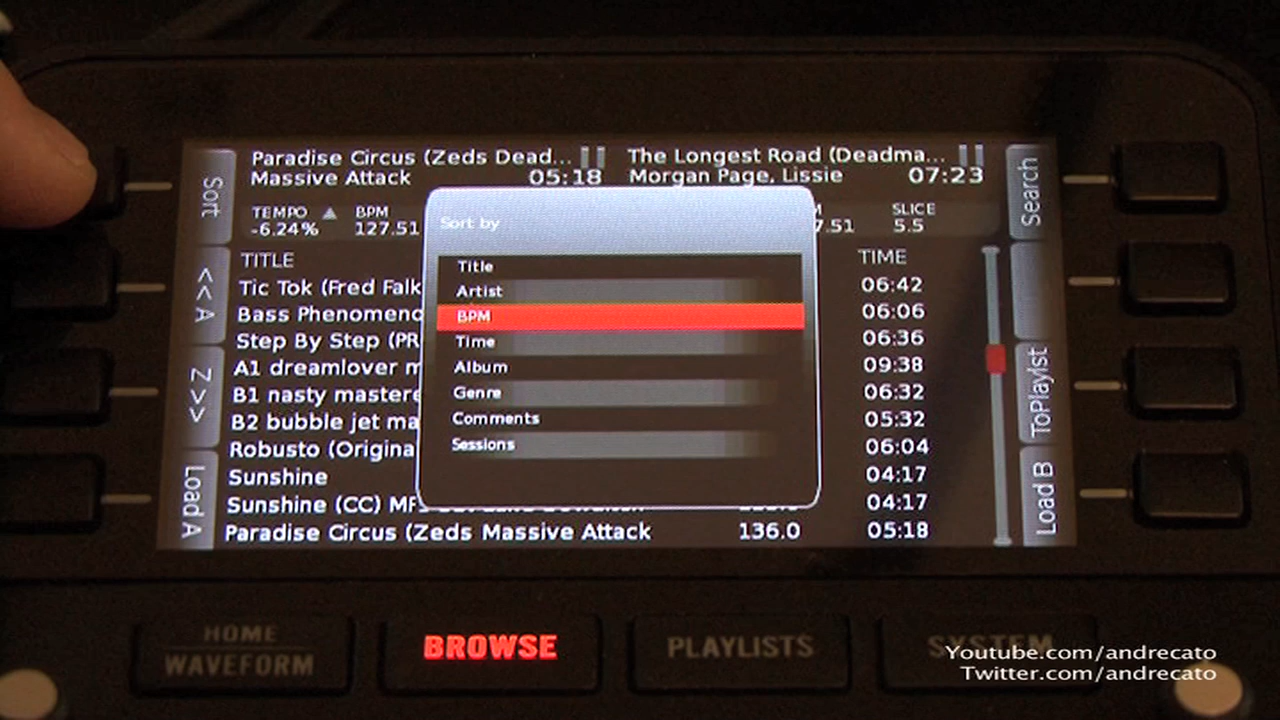 Paradise Circus (Zeds Dead...
Massive Attack 05:18
The Longest Road (Deadma...
Morgan Page, Lissie 07:23
Sort
<<A
Z>>
Load A
Search
ToPlaylst
Load B
TEMPO BPM
-6.24% 127.51
SLICE
7.51 5.5
Sort by
Title
Artist
BPM
Time
Album
Genre
Comments
Sessions
TITLE TIME
Tic Tok (Fred Falk 06:42
Bass Phenomeno 06:06
Step By Step (PR 06:36
A1 dreamlover m 09:38
B1 nasty mastere 06:32
B2 bubble jet ma 05:32
Robusto (Origina 06:04
Sunshine 04:17
Sunshine (CC) 04:17
Paradise Circus (Zeds Massive Attack 136.0 05:18
HOME
WAVEFORM
BROWSE
PLAYLISTS
SYSTEM
Youtube.com/andrecato
Twitter.com/andrecato